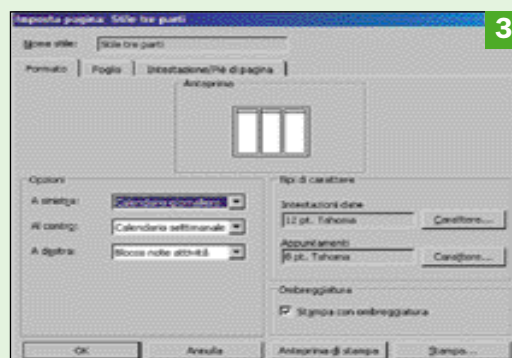 Imposta pagina: Stile tre parti
3
Nome stile: Stile tre parti
Formato Foglio Intestazione/Piè di pagina
Anteprima
Opzioni
A sinistra: Calendario giornaliero
Al centro: Calendario settimanale
A destra: Blocco note attività
Tipi di carattere
Intestazioni date
12 pt. Tahoma Carattere...
Appuntamenti
8 pt. Tahoma Carattere...
Ombreggiatura
Stampa con ombreggiatura
OK Annulla Anteprima di stampa Stampa...